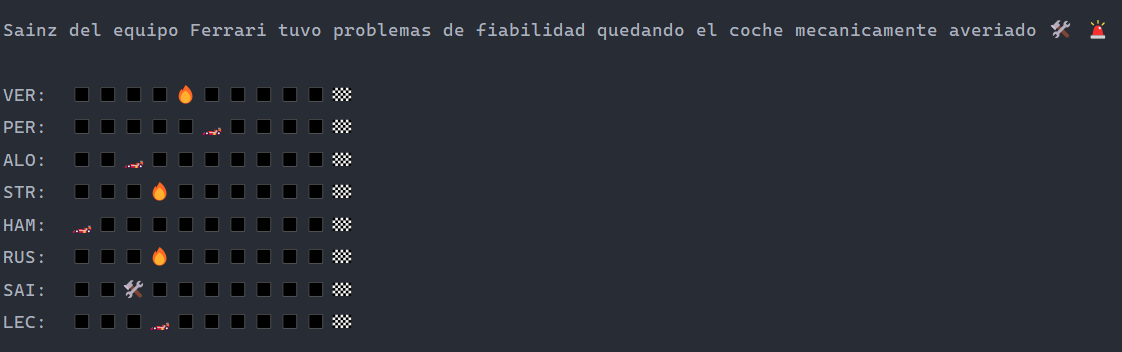 Sainz del equipo Ferrari tuvo problemas de fiabilidad quedando el coche mecanicamente averiado
VER:
PER:
ALO:
STR:
HAM:
RUS:
SAI:
LEC: